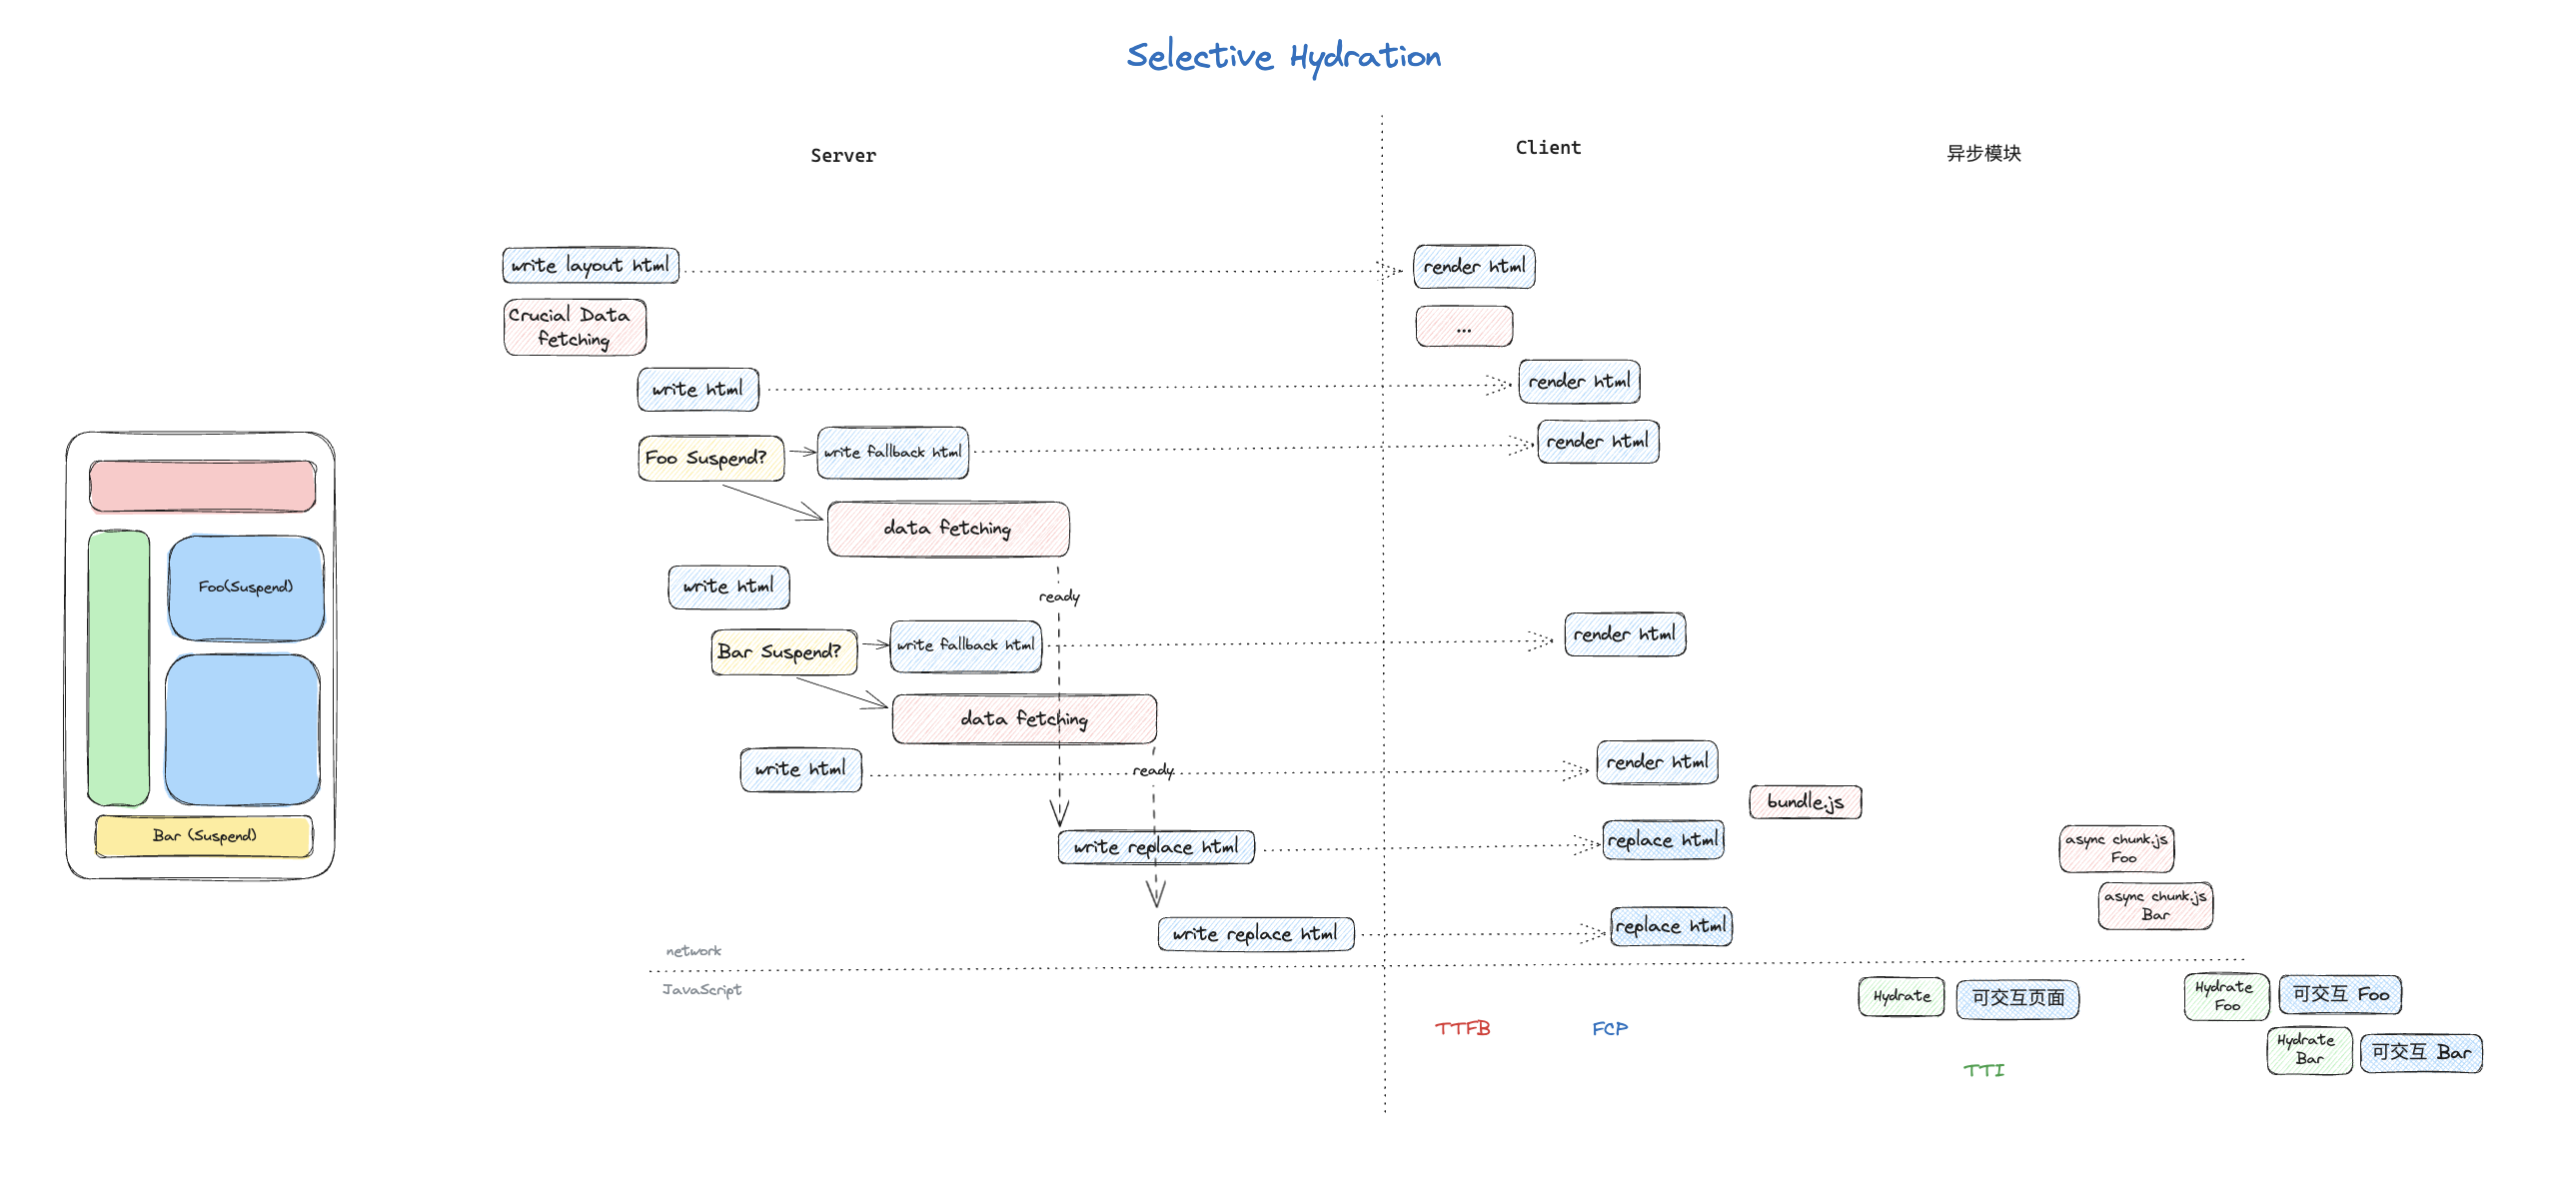 Selective Hydration
Server
Client
异步模块
write layout html
render html
Crucial Data
fetching
...
write html
render html
Foo Suspend?
write fallback html
render html
data fetching
Foo(Suspend)
write html
ready
Bar Suspend?
write fallback html
render html
data fetching
write html
ready
render html
bundle.js
Bar (Suspend)
write replace html
replace html
async chunk.js
Foo
async chunk.js
Bar
write replace html
replace html
network
JavaScript
Hydrate
可交互页面
Hydrate
Foo
可交互 Foo
TTFB
FCP
Hydrate
Bar
可交互 Bar
TTI